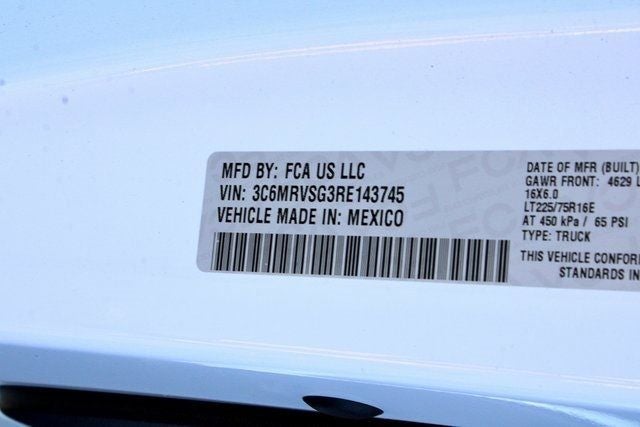 MFD BY: FCA US LLC
VIN: 3C6MRVSG3RE143745
VEHICLE MADE IN: MEXICO
DATE OF MFR (BUILT)
GAWR FRONT: 4629 L
16X6.0
LT225/75R16E
AT 450 kPa / 65 PSI
TYPE: TRUCK
THIS VEHICLE CONFOR
STANDARDS IN